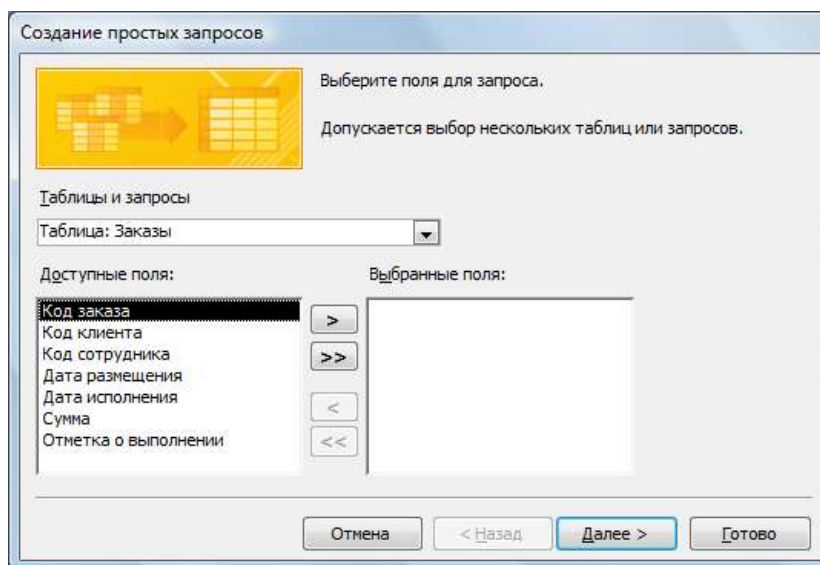 Создание простых запросов
Выберите поля для запроса.
Допускается выбор нескольких таблиц или запросов.
Таблицы и запросы
Таблица: Заказы
Доступные поля:
Выбранные поля:
Код заказа
Код клиента
Код сотрудника
Дата размещения
Дата исполнения
Сумма
Отметка о выполнении
>
>>
<
<<
Отмена
< Назад
Далее >
Готово